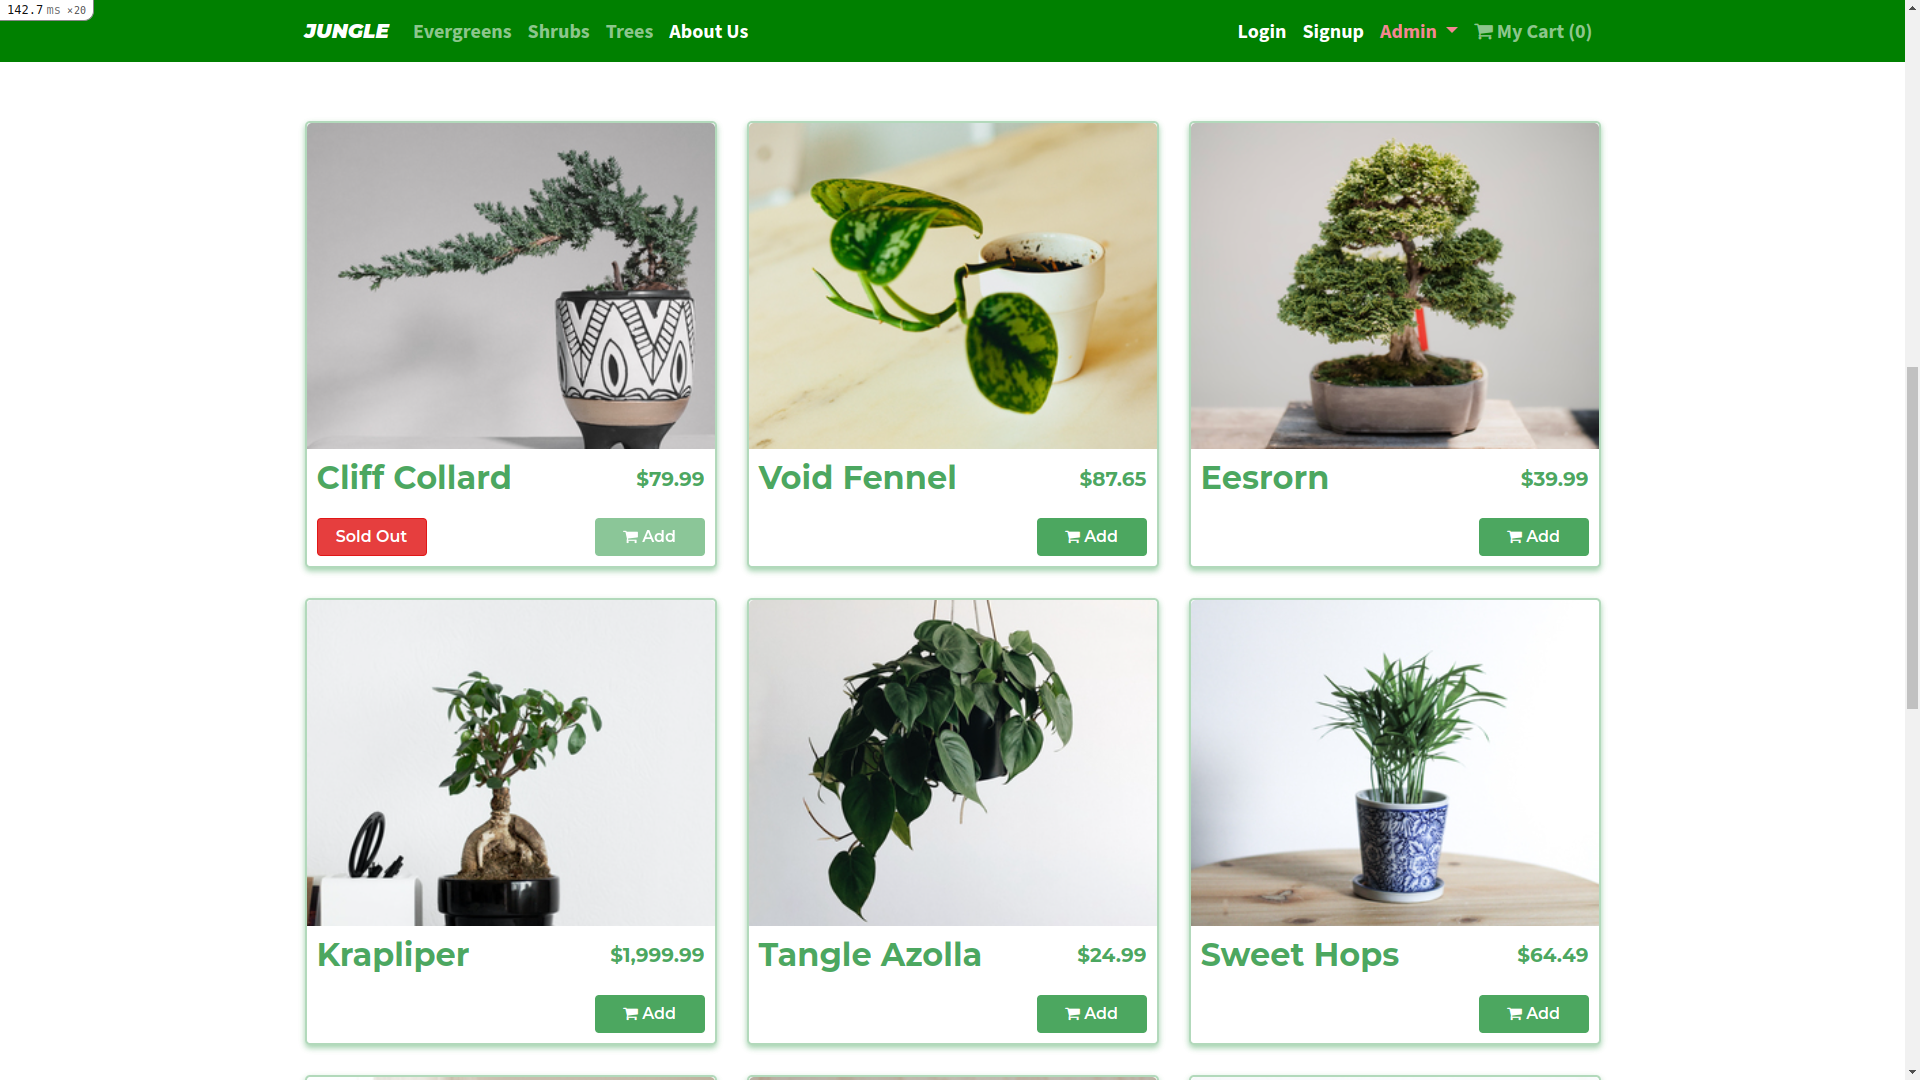 142.7 ms ×20
JUNGLE Evergreens Shrubs Trees About Us Login Signup Admin My Cart (0)
Cliff Collard $79.99
Sold Out Add
Void Fennel $87.65
Add
Eesrorn $39.99
Add
Krapliper $1,999.99
Add
Tangle Azolla $24.99
Add
Sweet Hops $64.49
Add